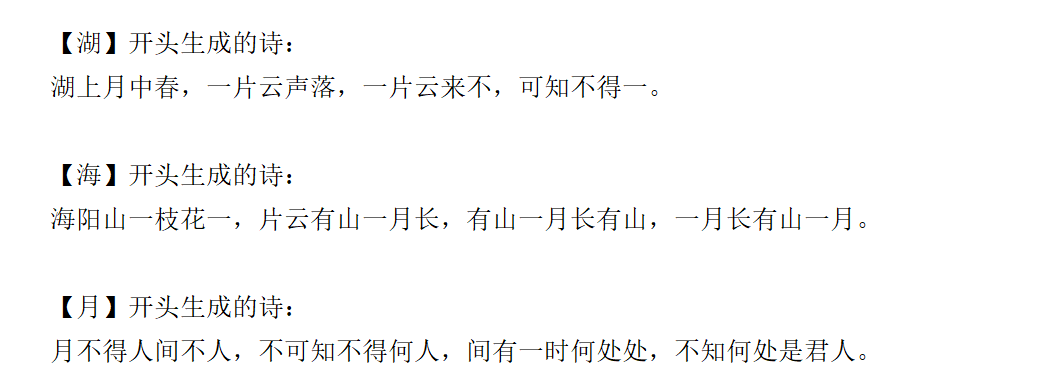 【湖】开头生成的诗：
湖上月中春，一片云声落，一片云来不，可知不得一。
【海】开头生成的诗：
海阳山一枝花一，片云有山一月长，有山一月长有山，一月长有山一月。
【月】开头生成的诗：
月不得人间不人，不可知不得何人，间有一时何处处，不知何处是君人。